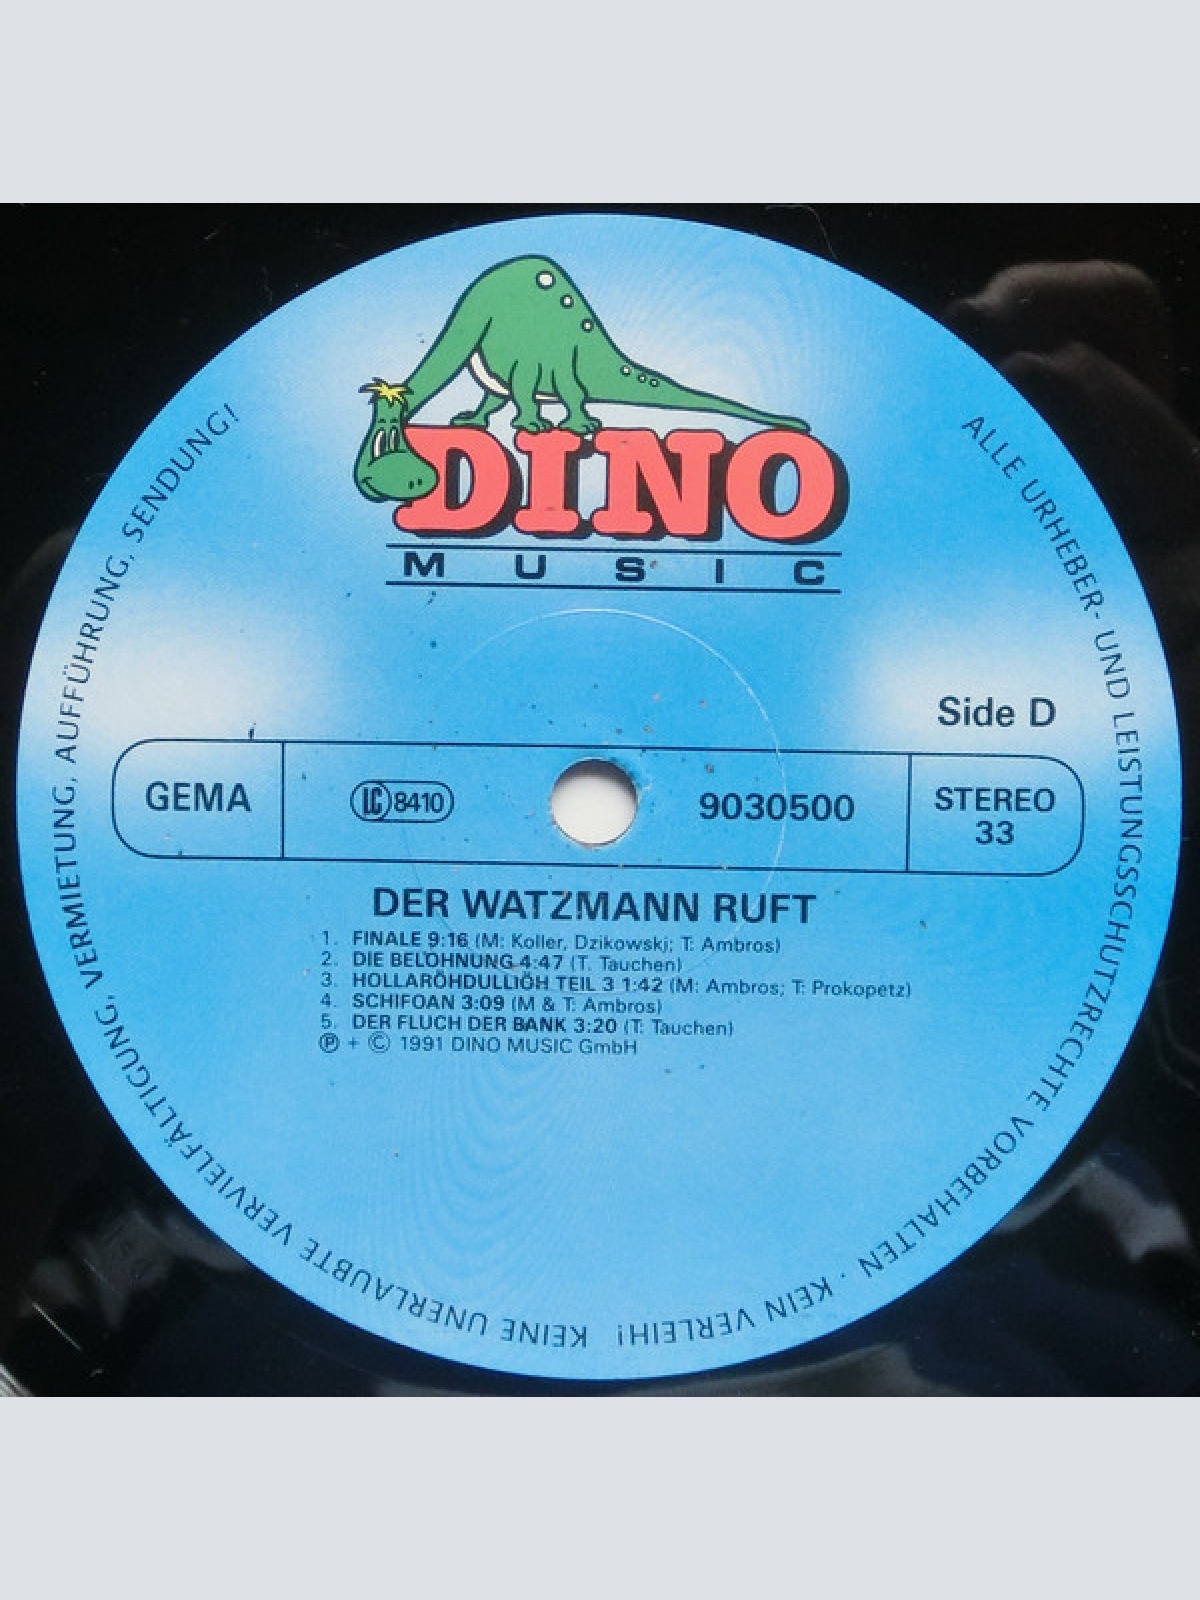 DINO
MUSIC
Side D
GEMA
LC 8410
9030500
STEREO
33
DER WATZMANN RUFT
1. FINALE 9:16 (M: Koller, Dzikowski; T: Ambros)
2. DIE BELOHNUNG 4:47 (T. Tauchen)
3. HOLLARÖHDULLIÖH TEIL 3 1:42 (M: Ambros; T: Prokopetz)
4. SCHIFOAN 3:09 (M & T: Ambros)
5. DER FLUCH DER BANK 3:20 (T: Tauchen)
Ⓟ + © 1991 DINO MUSIC GmbH
ALLE URHEBER- UND LEISTUNGSSCHUTZRECHTE VORBEHALTEN · KEIN VERLEIH! KEINE UNERLAUBTE VERVIELFÄLTIGUNG, VERMIETUNG, AUFFÜHRUNG, SENDUNG!